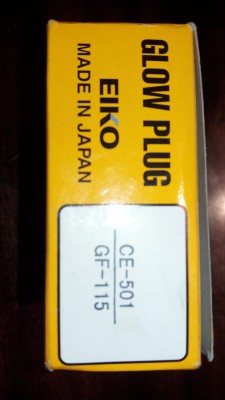 GLOW PLUG
EIKO
MADE IN JAPAN
CE-501
GF-115